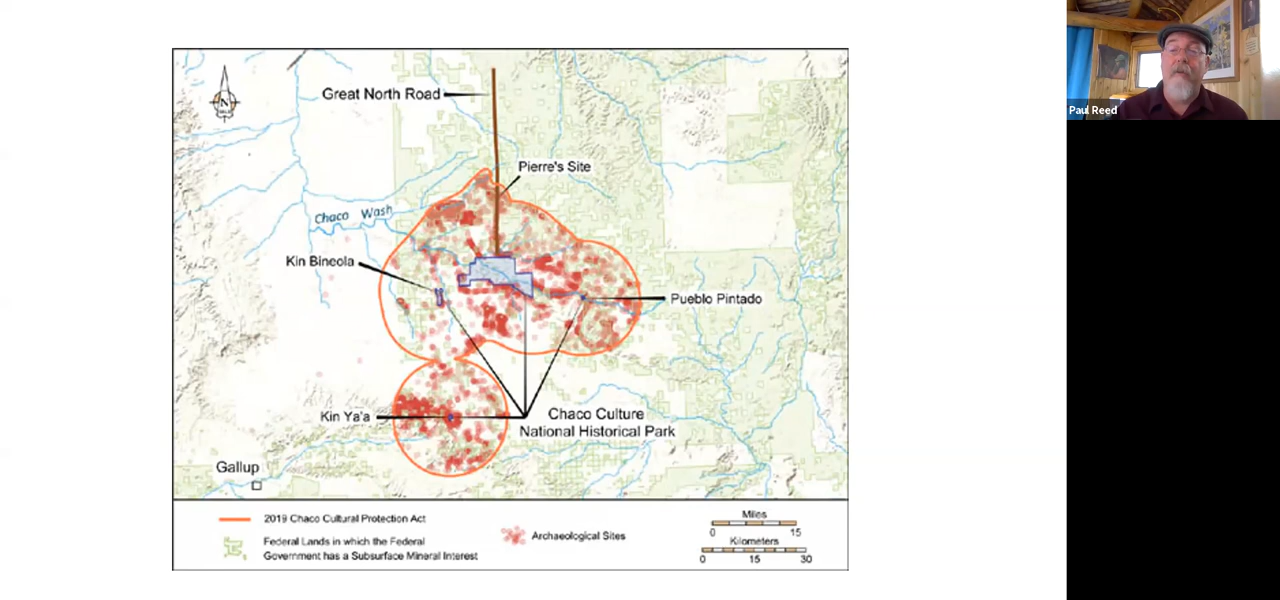 Paul Reed
N
Great North Road
Pierre's Site
Chaco Wash
Kin Bineola
Pueblo Pintado
Kin Ya'a
Chaco Culture
National Historical Park
Gallup
2019 Chaco Cultural Protection Act
Federal Lands in which the Federal
Government has a Subsurface Mineral Interest
Archaeological Sites
Miles
0 15
Kilometers
0 15 30